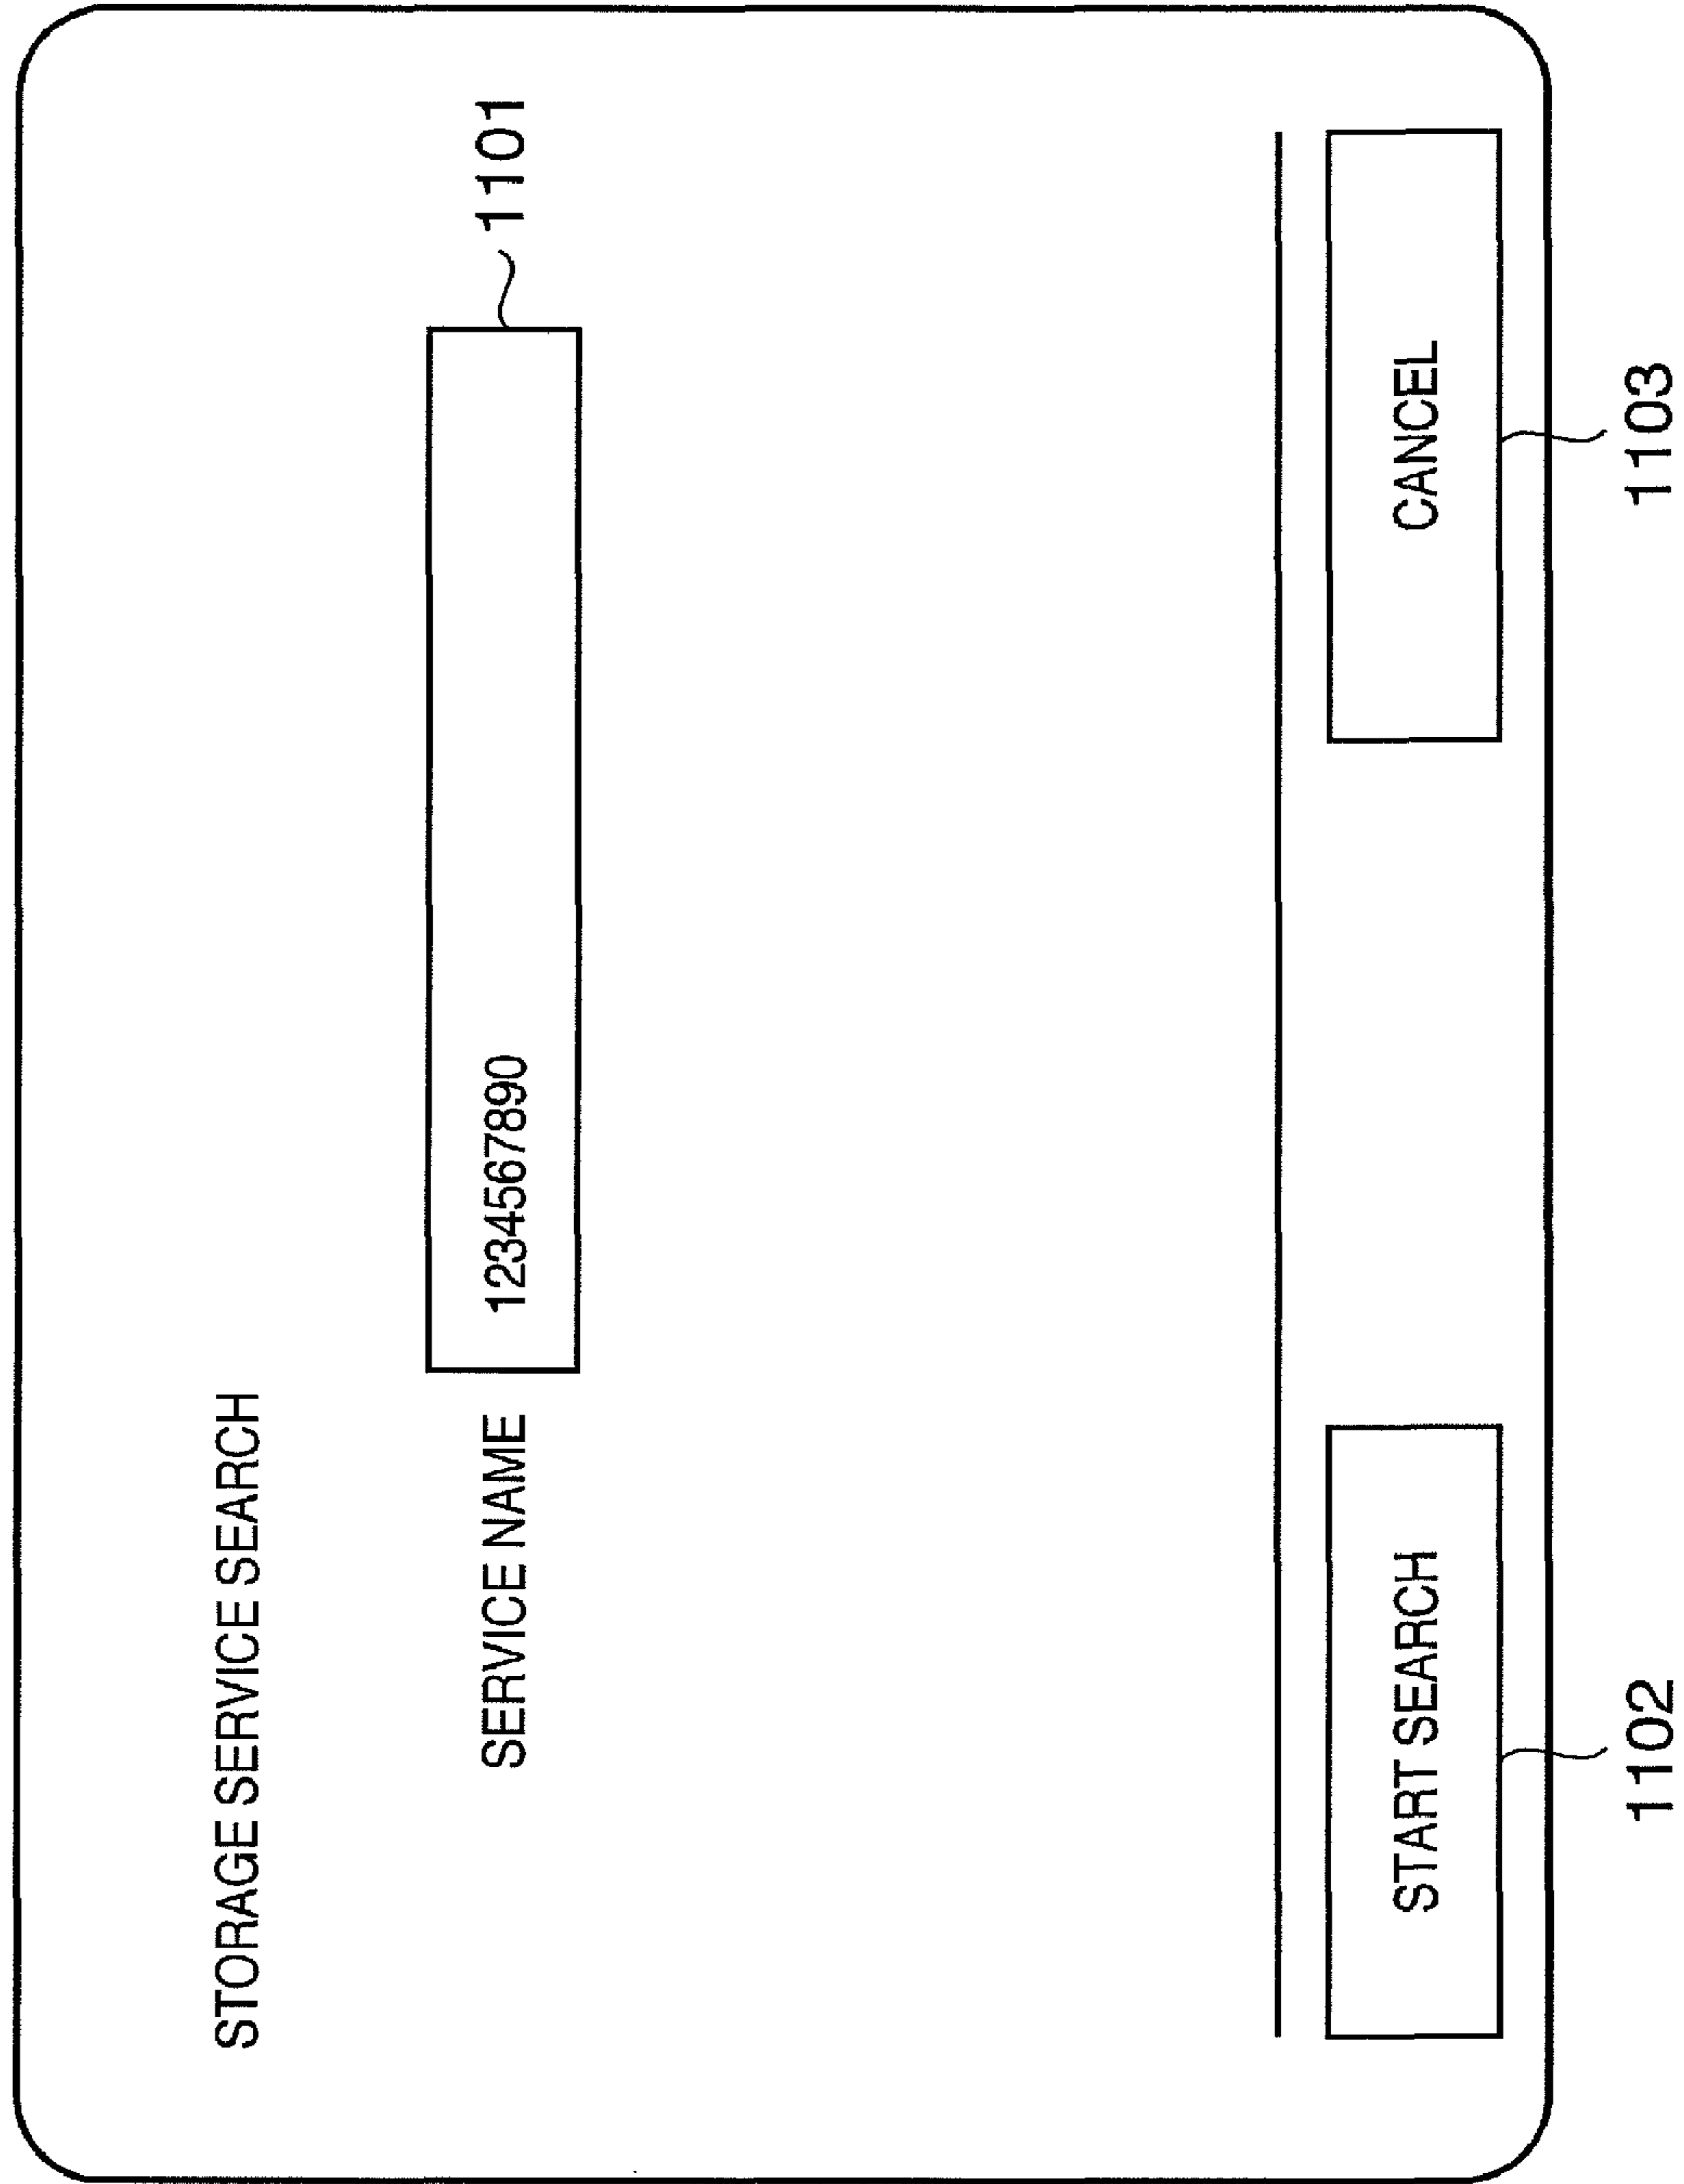 STORAGE SERVICE SEARCH
SERVICE NAME 1234567890
1101
START SEARCH
CANCEL
1102
1103